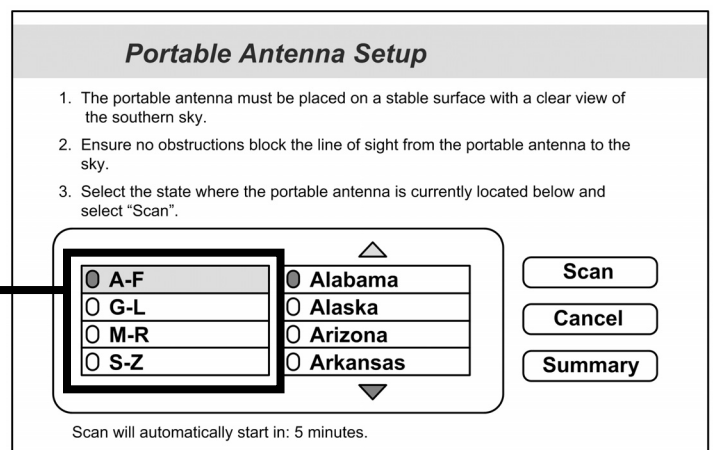 Portable Antenna Setup
1. The portable antenna must be placed on a stable surface with a clear view of
the southern sky.
2. Ensure no obstructions block the line of sight from the portable antenna to the
sky.
3. Select the state where the portable antenna is currently located below and
select “Scan”.
A-F
G-L
M-R
S-Z
Alabama
Alaska
Arizona
Arkansas
Scan
Cancel
Summary
Scan will automatically start in: 5 minutes.